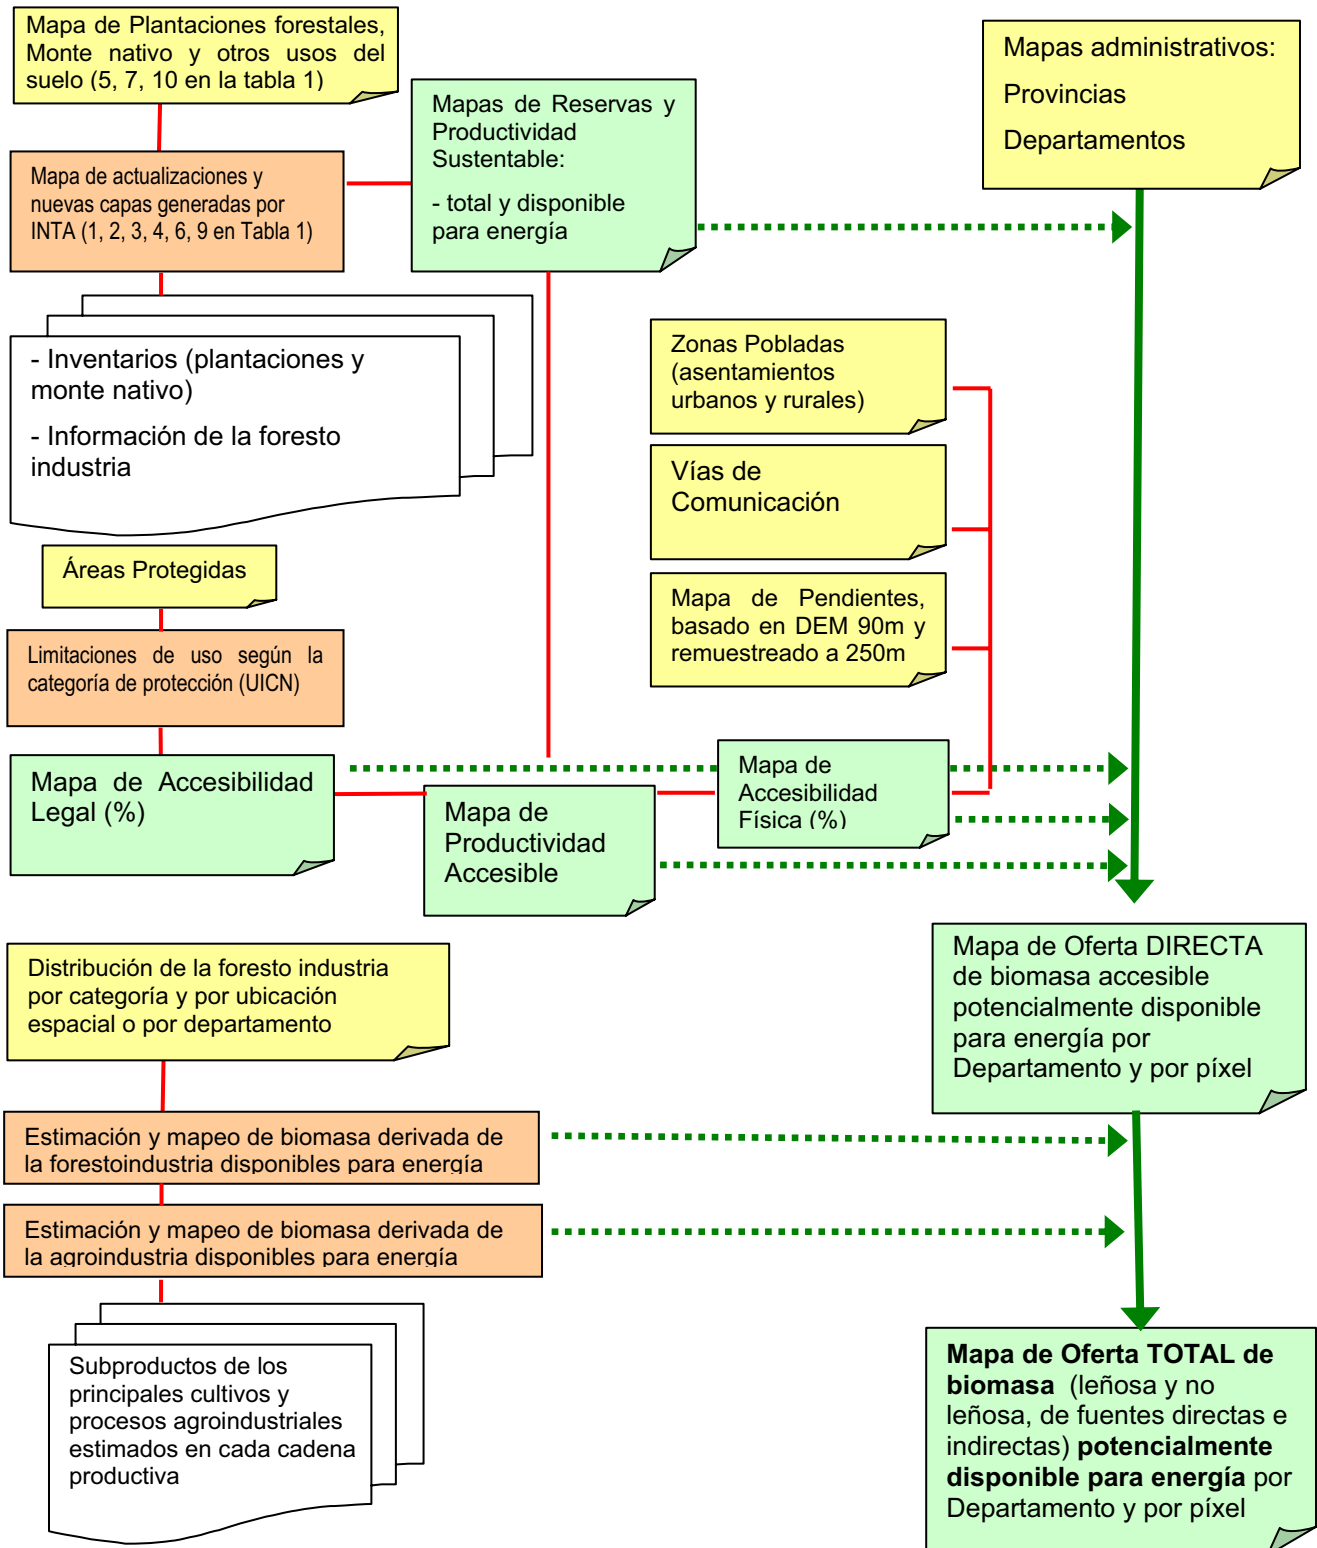 Mapa de Plantaciones forestales,
Monte nativo y otros usos del
suelo (5, 7, 10 en la tabla 1)
Mapas administrativos:
Provincias
Departamentos
Mapas de Reservas y
Productividad
Sustentable:
- total y disponible
para energía
Mapa de actualizaciones y
nuevas capas generadas por
INTA (1, 2, 3, 4, 6, 9 en Tabla 1)
- Inventarios (plantaciones y
monte nativo)
- Información de la foresto
industria
Zonas Pobladas
(asentamientos
urbanos y rurales)
Vías de
Comunicación
Mapa de Pendientes,
basado en DEM 90m y
remuestreado a 250m
Áreas Protegidas
Limitaciones de uso según la
categoría de protección (UICN)
Mapa de Accesibilidad
Legal (%)
Mapa de
Productividad
Accesible
Mapa de
Accesibilidad
Física (%)
Distribución de la foresto industria
por categoría y por ubicación
espacial o por departamento
Mapa de Oferta DIRECTA
de biomasa accesible
potencialmente disponible
para energía por
Departamento y por píxel
Estimación y mapeo de biomasa derivada de
la forestoindustria disponibles para energía
Estimación y mapeo de biomasa derivada de
la agroindustria disponibles para energía
Subproductos de los
principales cultivos y
procesos agroindustriales
estimados en cada cadena
productiva
Mapa de Oferta TOTAL de
biomasa (leñosa y no
leñosa, de fuentes directas e
indirectas) potencialmente
disponible para energía por
Departamento y por píxel